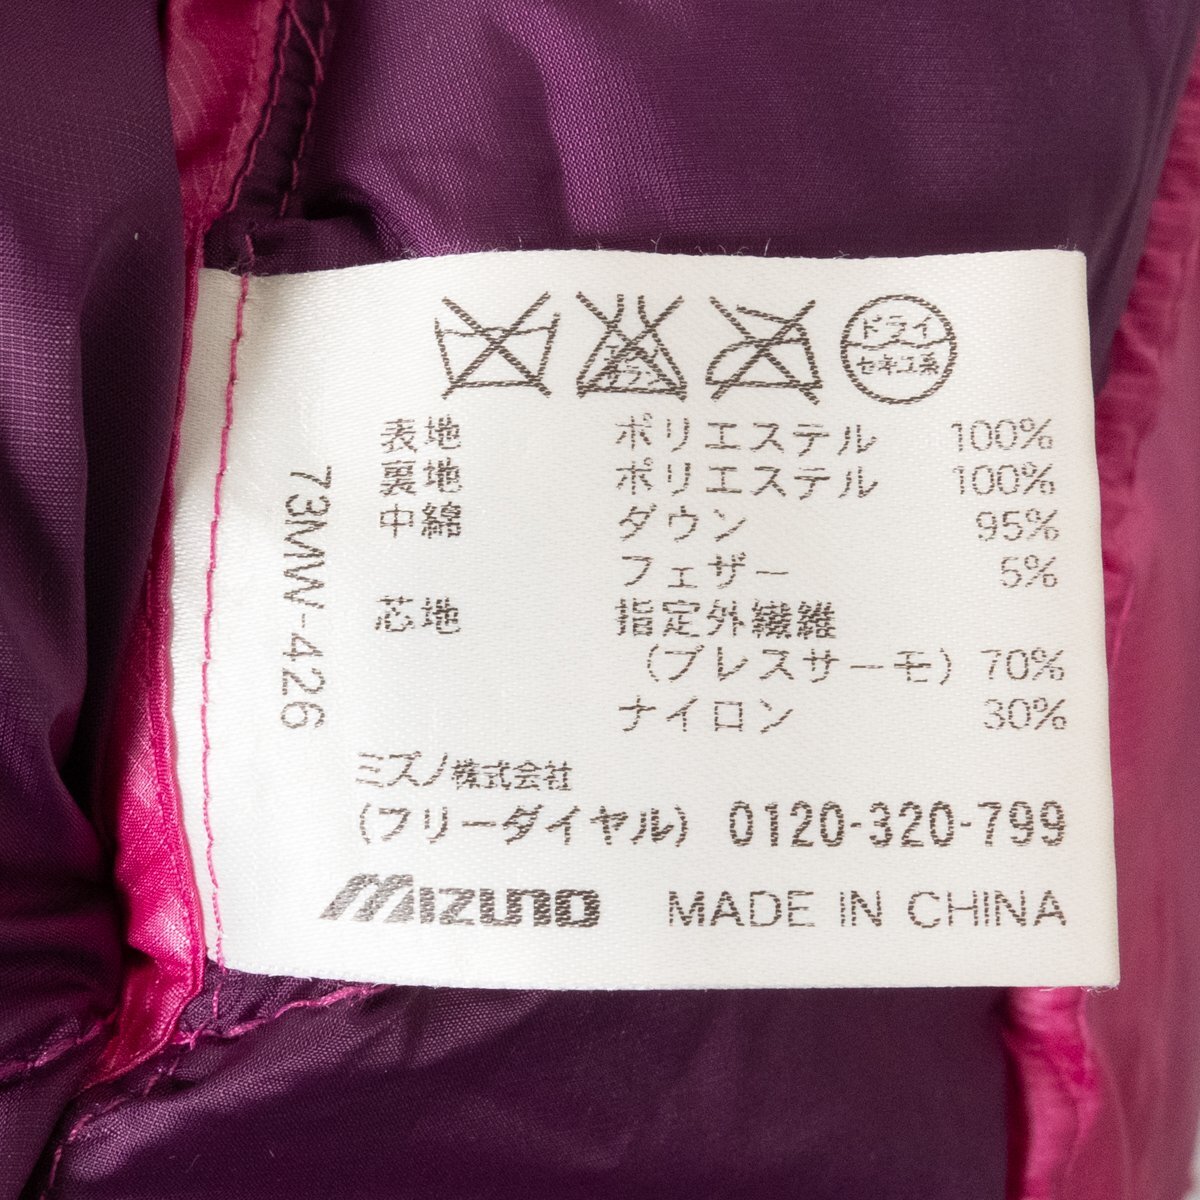 ドライ
セキユ系
表地 ポリエステル 100%
裏地 ポリエステル 100%
中綿 ダウン 95%
フェザー 5%
芯地 指定外繊維
(プレスサーモ) 70%
ナイロン 30%
ミズノ株式会社
(フリーダイヤル) 0120-320-799
MIZUNO MADE IN CHINA
73MW-426